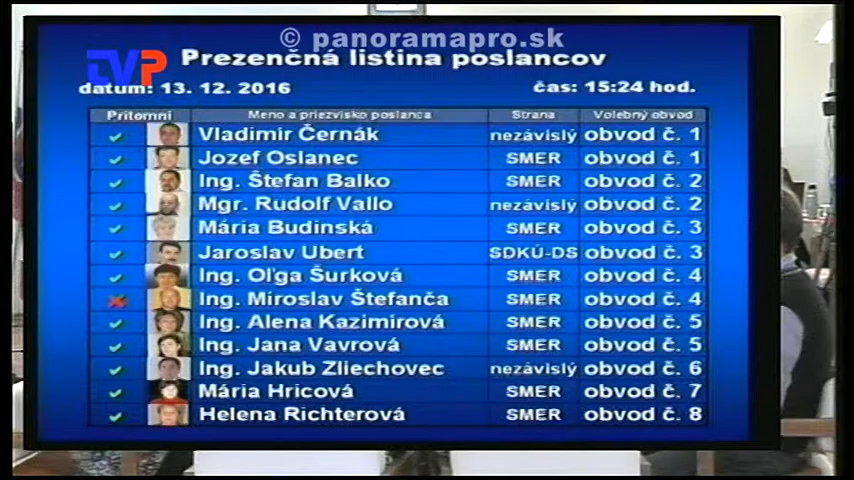 © panoramapro.sk
TVP
Prezenčná listina poslancov
dátum: 13. 12. 2016 čas: 15:24 hod.
Prítomní Meno a priezvisko poslanca Strana Volebný obvod
Vladimír Černák nezávislý obvod č. 1
Jozef Oslanec SMER obvod č. 1
Ing. Štefan Balko SMER obvod č. 2
Mgr. Rudolf Vallo nezávislý obvod č. 2
Mária Budinská SMER obvod č. 3
Jaroslav Ubert SDKÚ-DS obvod č. 3
Ing. Oľga Šurková SMER obvod č. 4
Ing. Miroslav Štefanča SMER obvod č. 4
Ing. Alena Kazimírová SMER obvod č. 5
Ing. Jana Vavrová SMER obvod č. 5
Ing. Jakub Zliechovec nezávislý obvod č. 6
Mária Hricová SMER obvod č. 7
Helena Richterová SMER obvod č. 8